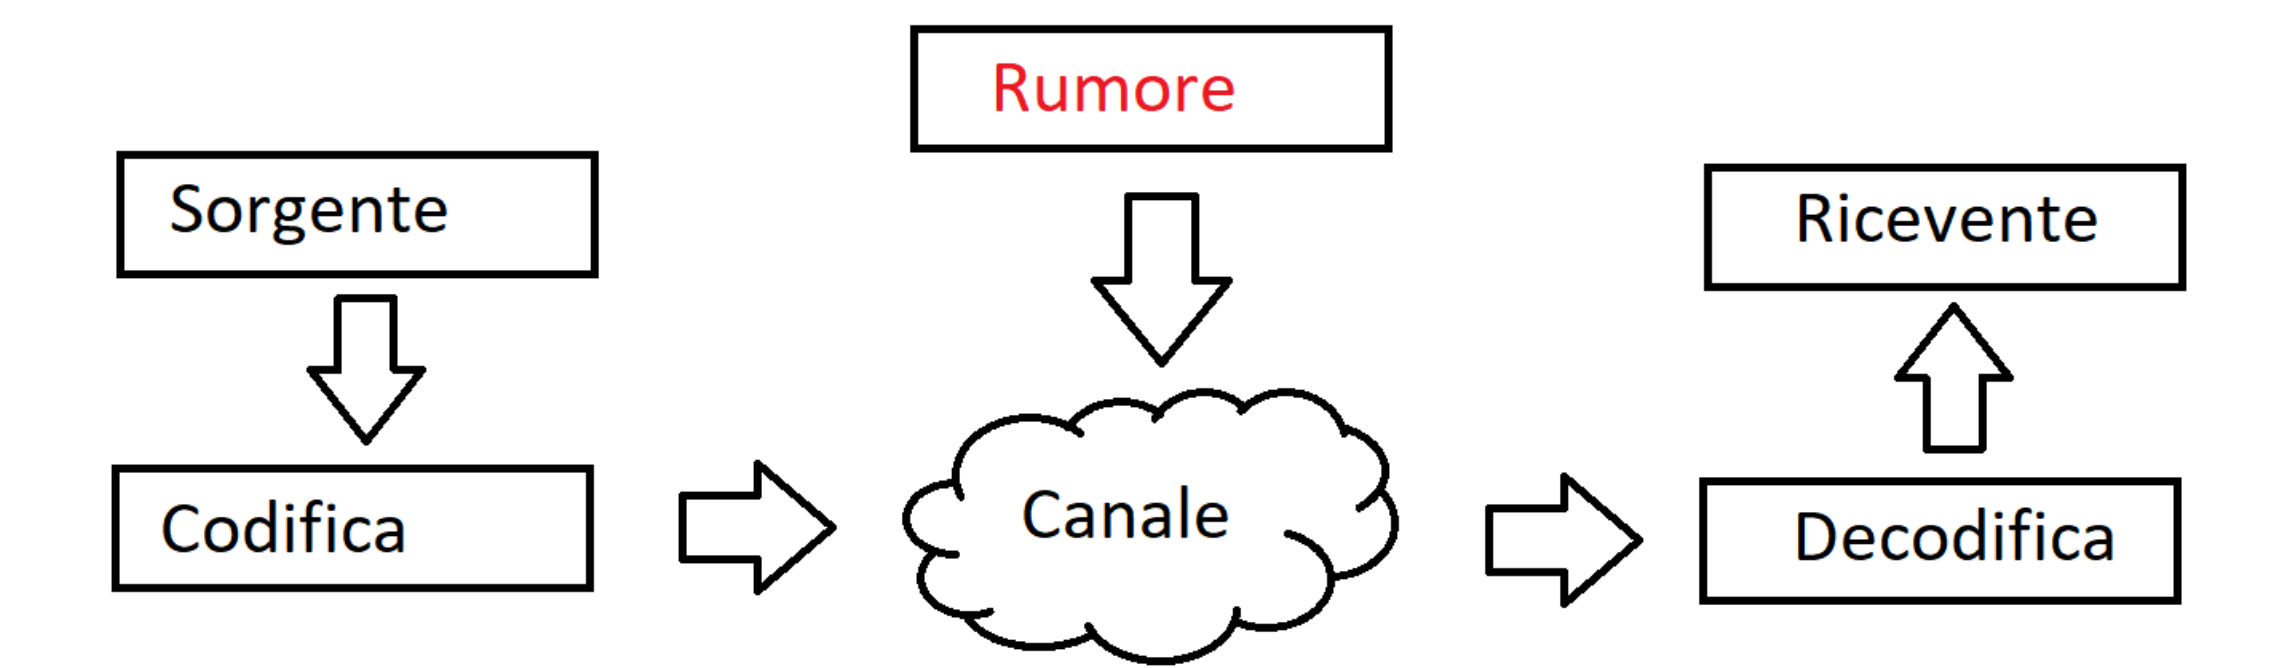 Rumore
Sorgente
Ricevente
Codifica
Canale
Decodifica